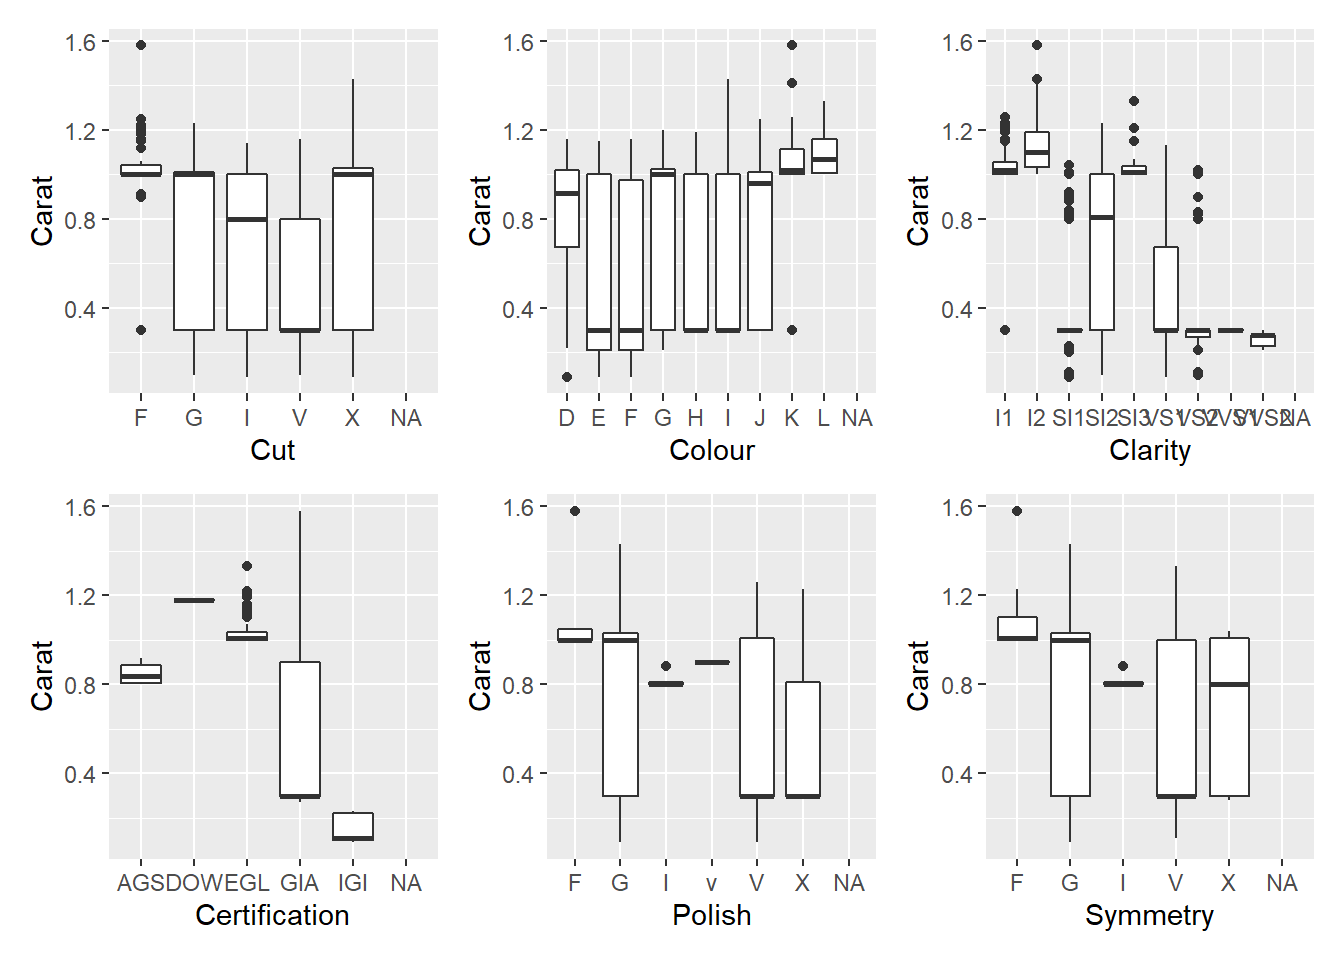 1.6
1.2
0.8
0.4
Carat
F G I V X NA
Cut
1.6
1.2
0.8
0.4
Carat
D E F G H I J K L NA
Colour
1.6
1.2
0.8
0.4
Carat
I1 I2 SI1 SI2 SI3 VS1 VS2 VVS1 VVS2 NA
Clarity
1.6
1.2
0.8
0.4
Carat
AGS DOW EGL GIA IGI NA
Certification
1.6
1.2
0.8
0.4
Carat
F G I v V X NA
Polish
1.6
1.2
0.8
0.4
Carat
F G I V X NA
Symmetry